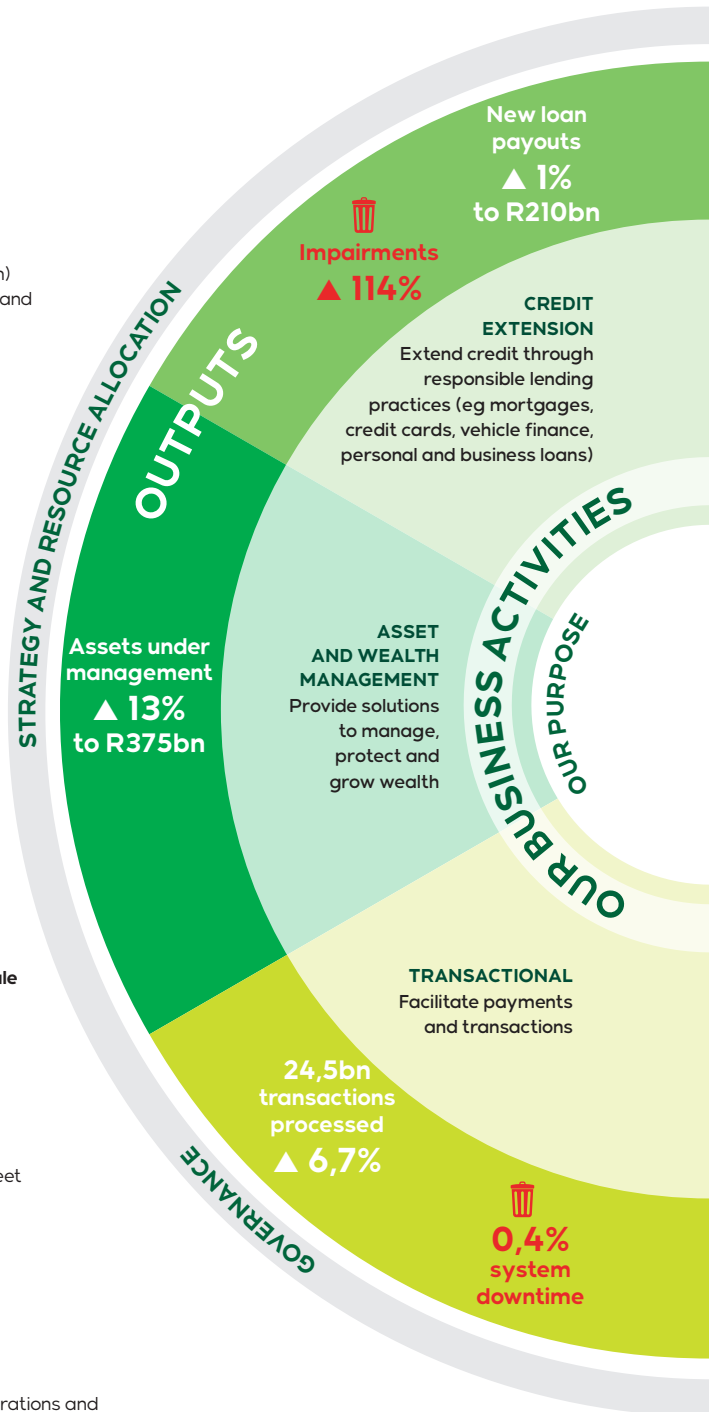 New loan
payouts
▲ 1%
to R210bn
Impairments
▲ 114%
CREDIT
EXTENSION
Extend credit through
responsible lending
practices (eg mortgages,
credit cards, vehicle finance,
personal and business loans)
OUTPUTS
STRATEGY AND RESOURCE ALLOCATION
and
OUR BUSINESS ACTIVITIES
OUR PURPOSE
Assets under
management
▲ 13%
to R375bn
ASSET
AND WEALTH
MANAGEMENT
Provide solutions
to manage,
protect and
grow wealth
TRANSACTIONAL
Facilitate payments
and transactions
24,5bn
transactions
processed
▲ 6,7%
GOVERNANCE
0,4%
system
downtime
rations and